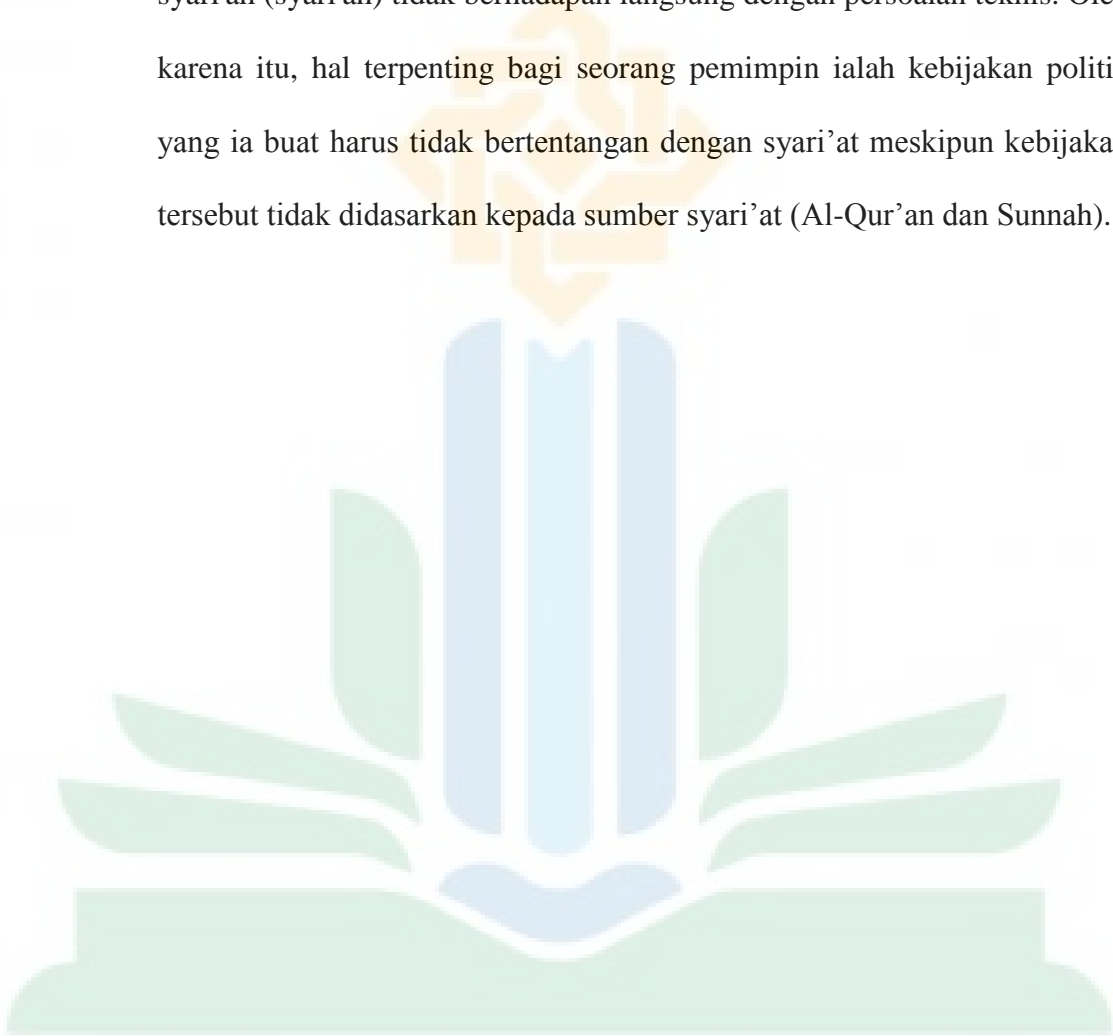 syari'ah (syari'ah) tidak berhadapan langsung dengan persoalan teknis. Ole
karena itu, hal terpenting bagi seorang pemimpin ialah kebijakan politi
yang ia buat harus tidak bertentangan dengan syari'at meskipun kebijaka
tersebut tidak didasarkan kepada sumber syari'at (Al-Qur'an dan Sunnah).